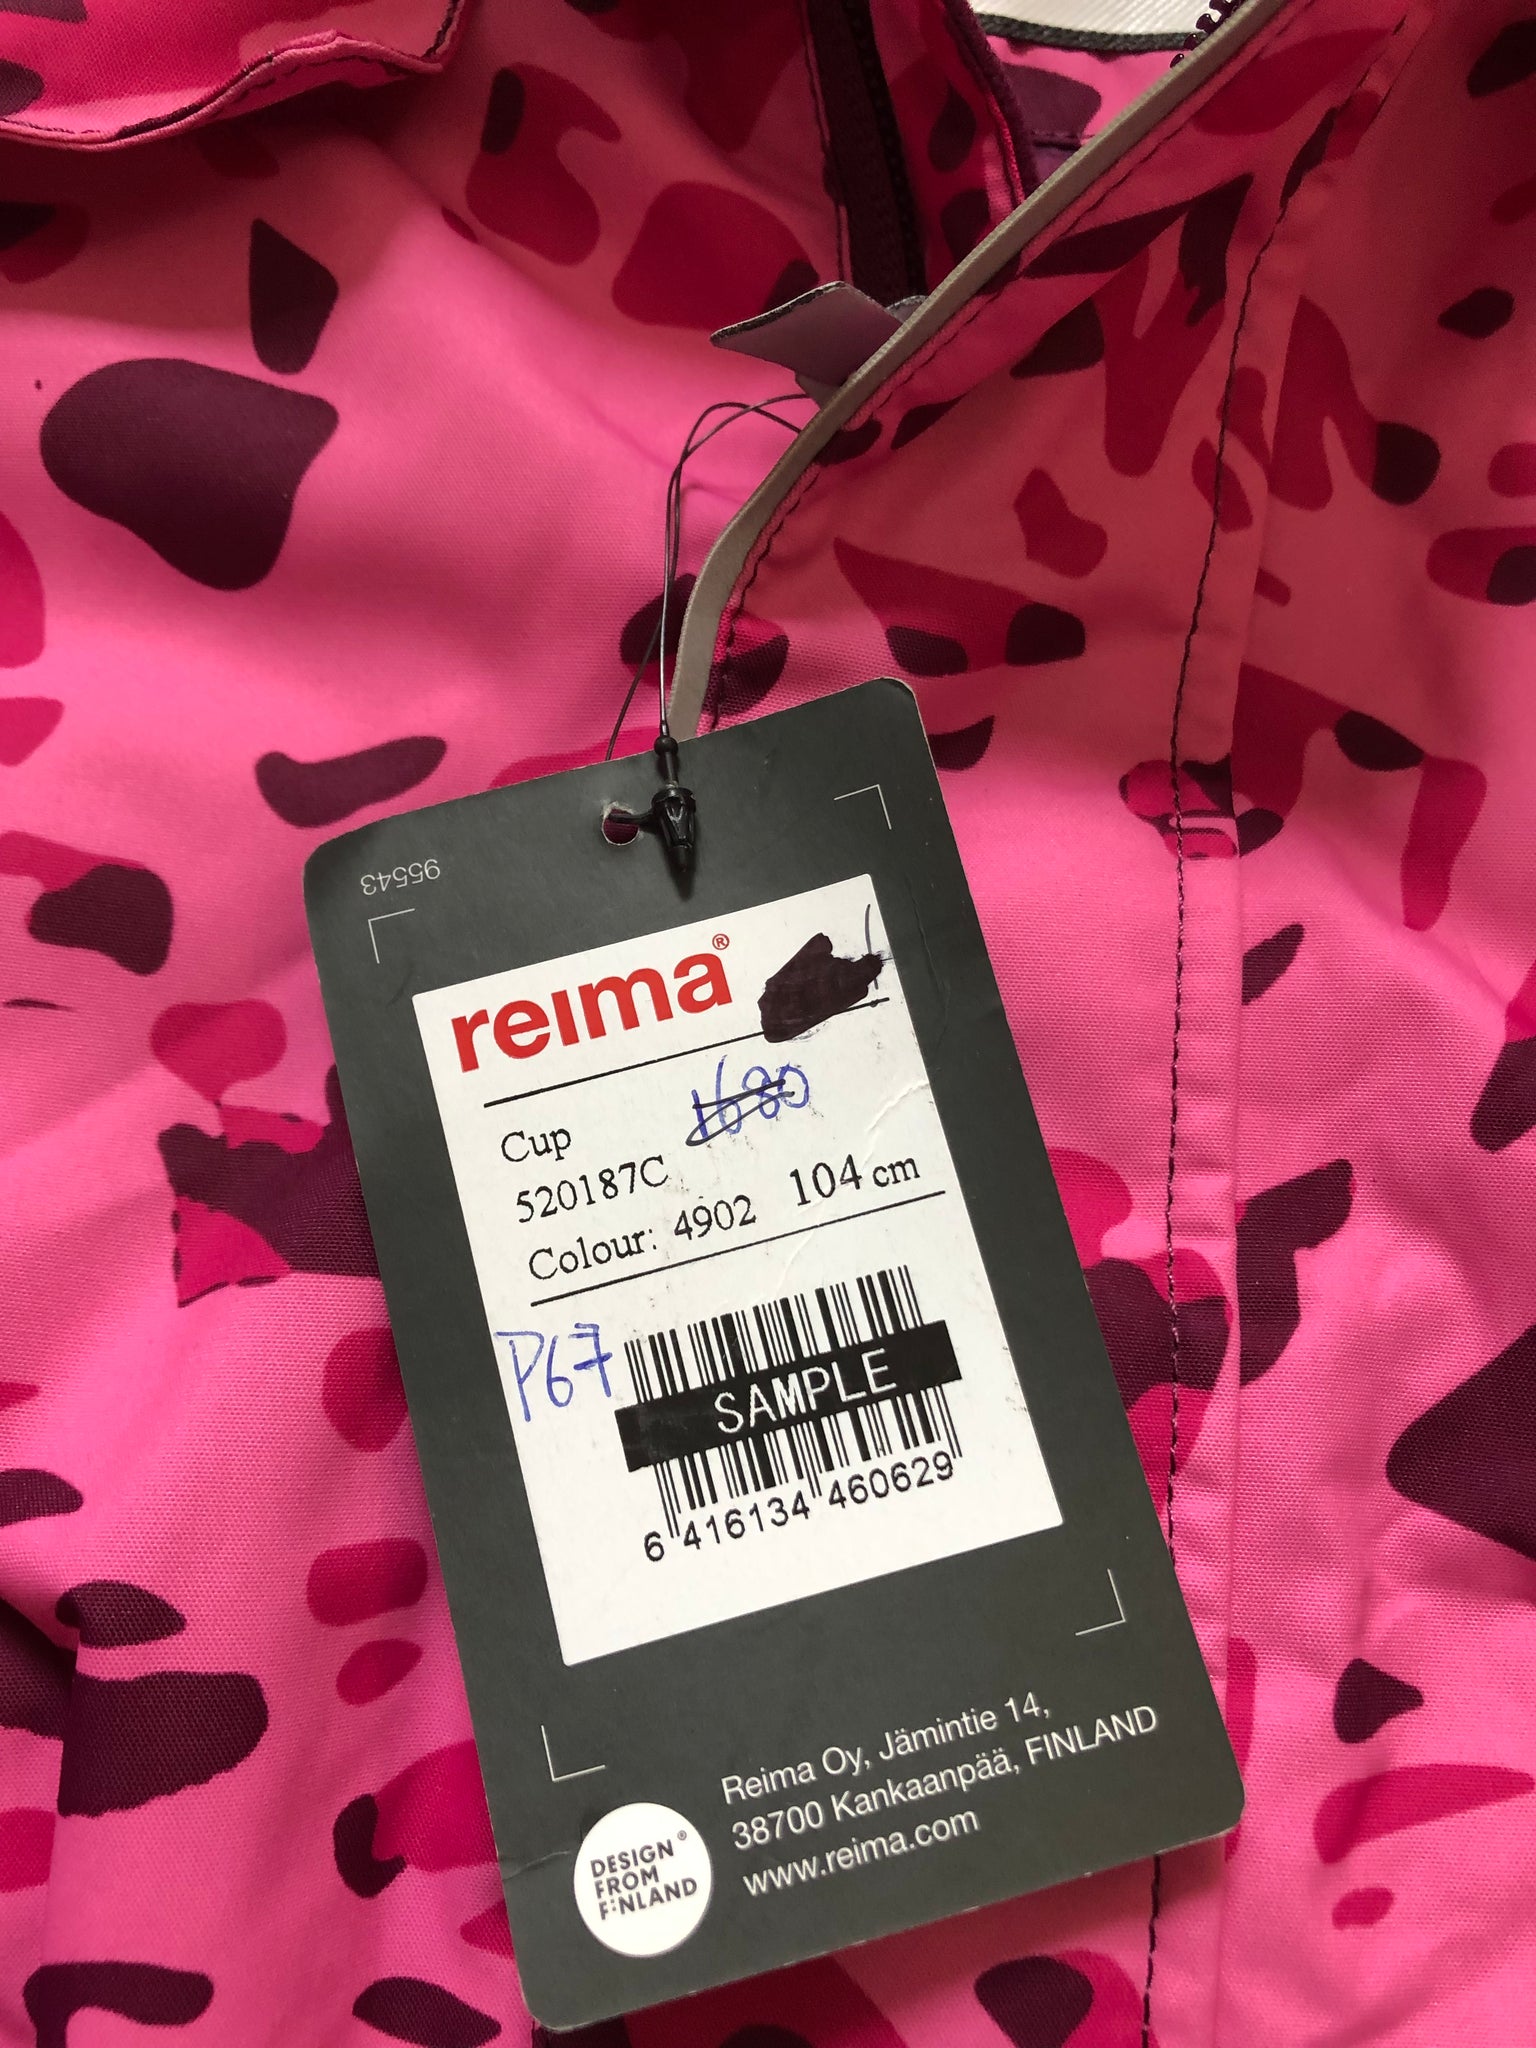 95543
reima®
1680
Cup
520187C
Colour: 4902 104 cm
P67
SAMPLE
6 416134 460629
Reima Oy, Jämintie 14,
38700 Kankaanpää, FINLAND
www.reima.com
DESIGN®
FROM
FINLAND